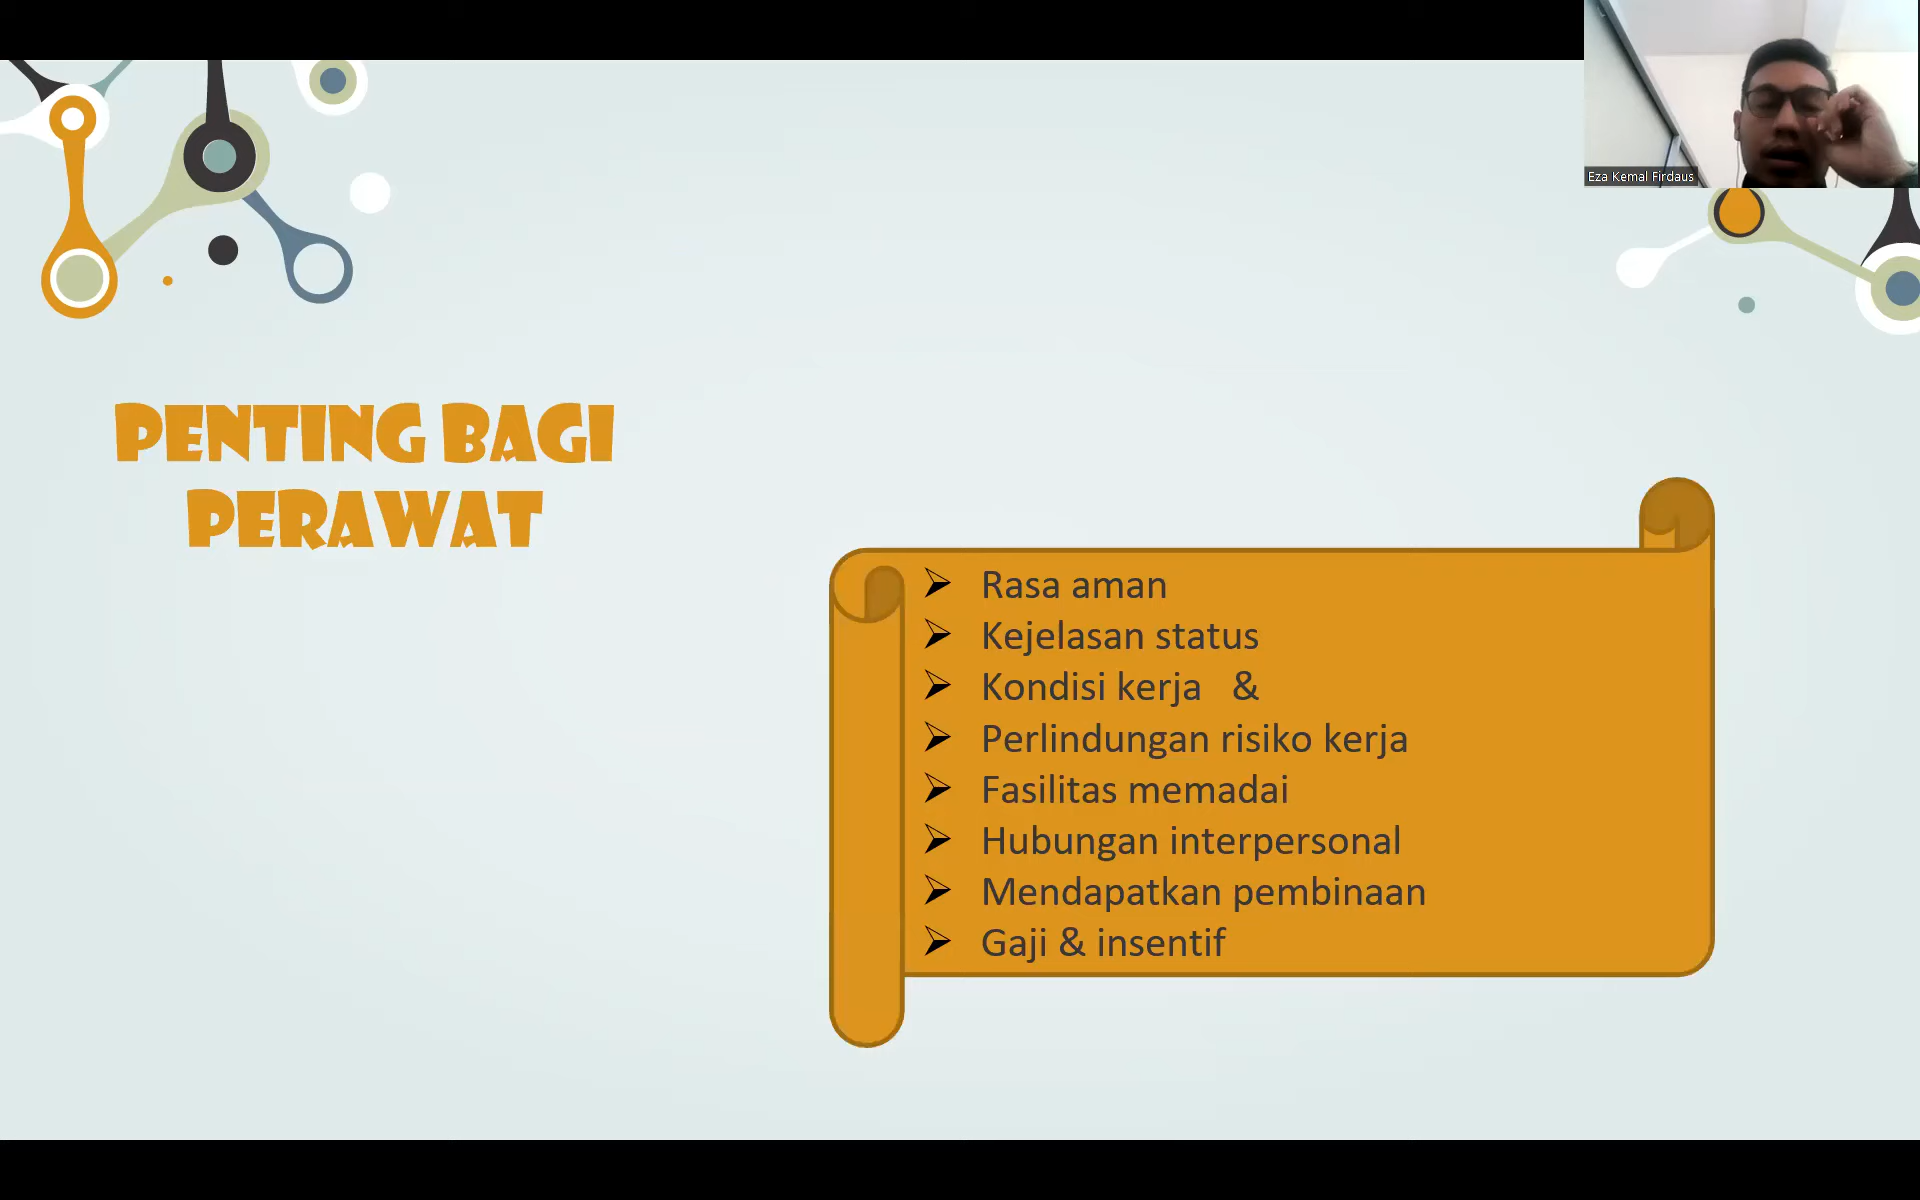 Eza Kemal Firdaus
PENTING BAGI
PERAWAT
➢ Rasa aman
➢ Kejelasan status
➢ Kondisi kerja &
➢ Perlindungan risiko kerja
➢ Fasilitas memadai
➢ Hubungan interpersonal
➢ Mendapatkan pembinaan
➢ Gaji & insentif